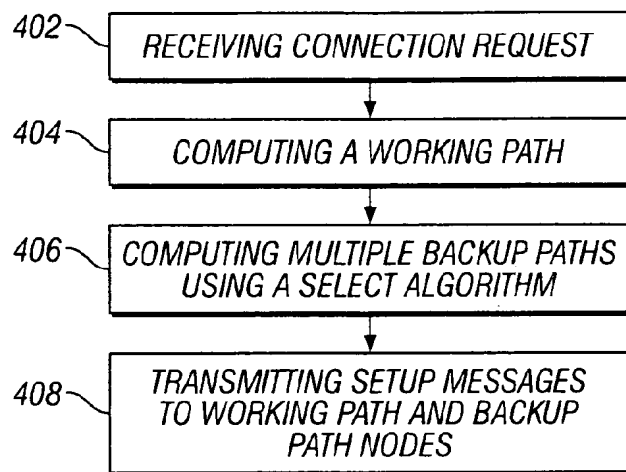 402
RECEIVING CONNECTION REQUEST
404
COMPUTING A WORKING PATH
406
COMPUTING MULTIPLE BACKUP PATHS
USING A SELECT ALGORITHM
408
TRANSMITTING SETUP MESSAGES
TO WORKING PATH AND BACKUP
PATH NODES